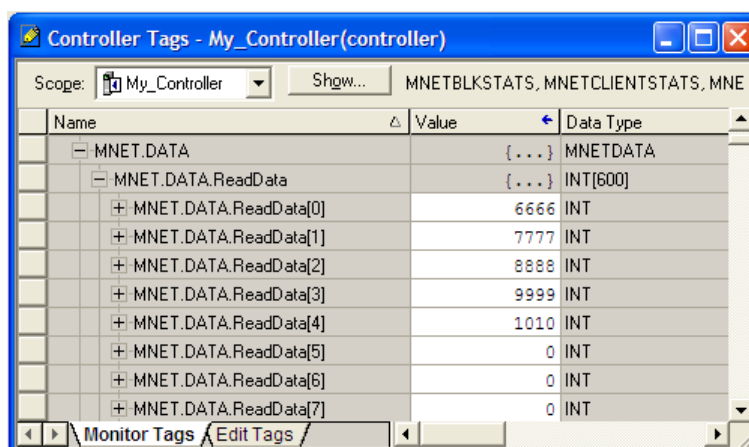 Controller Tags - My_Controller(controller)
Scope: My_Controller Show... MNETBLKSTATS, MNETCLIENTSTATS, MNE
Name Value Data Type
MNET.DATA {...} MNETDATA
MNET.DATA.ReadData {...} INT[600]
MNET.DATA.ReadData[0] 6666 INT
MNET.DATA.ReadData[1] 7777 INT
MNET.DATA.ReadData[2] 8888 INT
MNET.DATA.ReadData[3] 9999 INT
MNET.DATA.ReadData[4] 1010 INT
MNET.DATA.ReadData[5] 0 INT
MNET.DATA.ReadData[6] 0 INT
MNET.DATA.ReadData[7] 0 INT
Monitor Tags Edit Tags